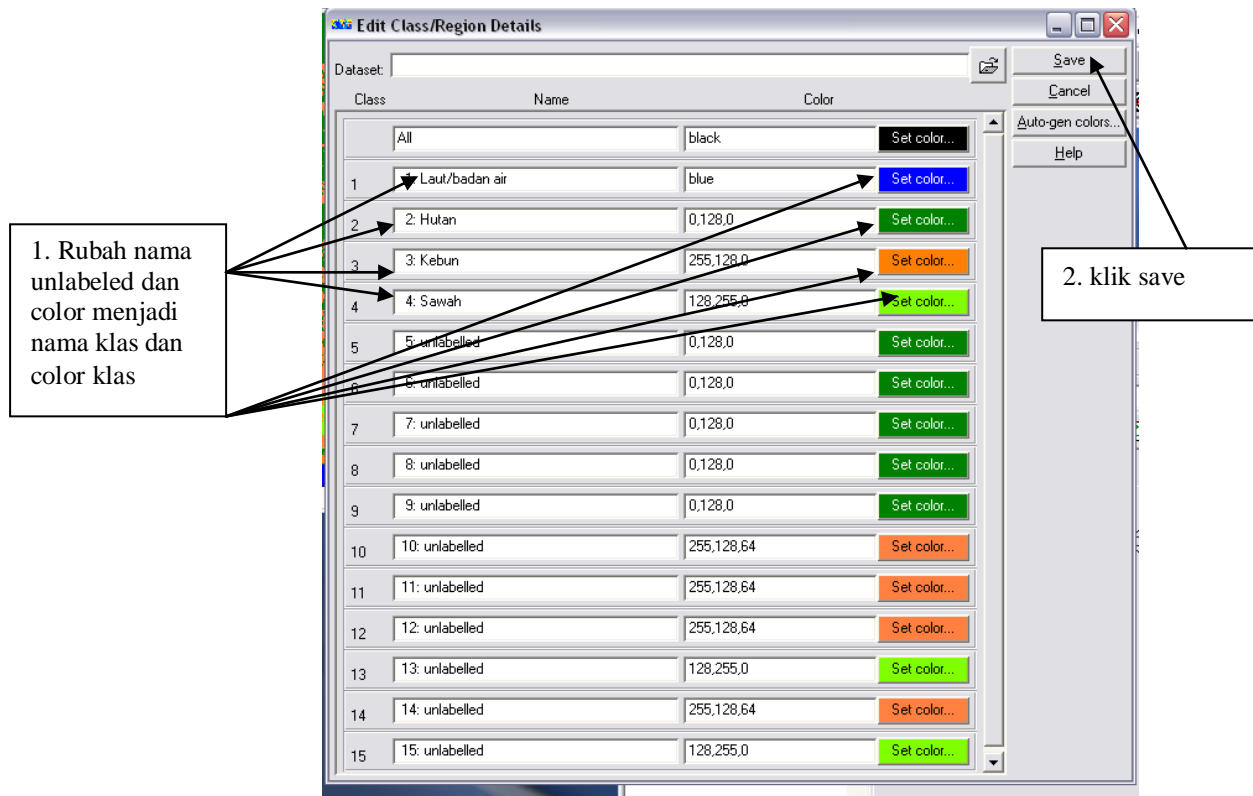 Edit Class/Region Details
Dataset:
Save
Cancel
Auto-gen colors...
Help
Class Name Color
All black Set color...
1 1: Laut/badan air blue Set color...
2 2: Hutan 0,128,0 Set color...
3 3: Kebun 255,128,0 Set color...
4 4: Sawah 128,255,0 Set color...
5 5: unlabelled 0,128,0 Set color...
6 6: unlabelled 0,128,0 Set color...
7 7: unlabelled 0,128,0 Set color...
8 8: unlabelled 0,128,0 Set color...
9 9: unlabelled 0,128,0 Set color...
10 10: unlabelled 255,128,64 Set color...
11 11: unlabelled 255,128,64 Set color...
12 12: unlabelled 255,128,64 Set color...
13 13: unlabelled 128,255,0 Set color...
14 14: unlabelled 255,128,64 Set color...
15 15: unlabelled 128,255,0 Set color...
1. Rubah nama
unlabeled dan
color menjadi
nama klas dan
color klas
2. klik save